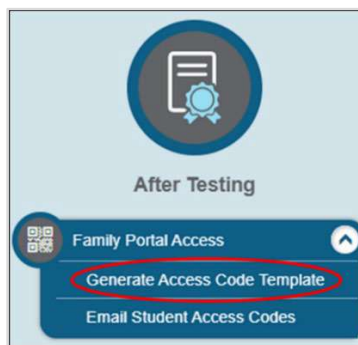 After Testing
Family Portal Access
Generate Access Code Template
Email Student Access Codes